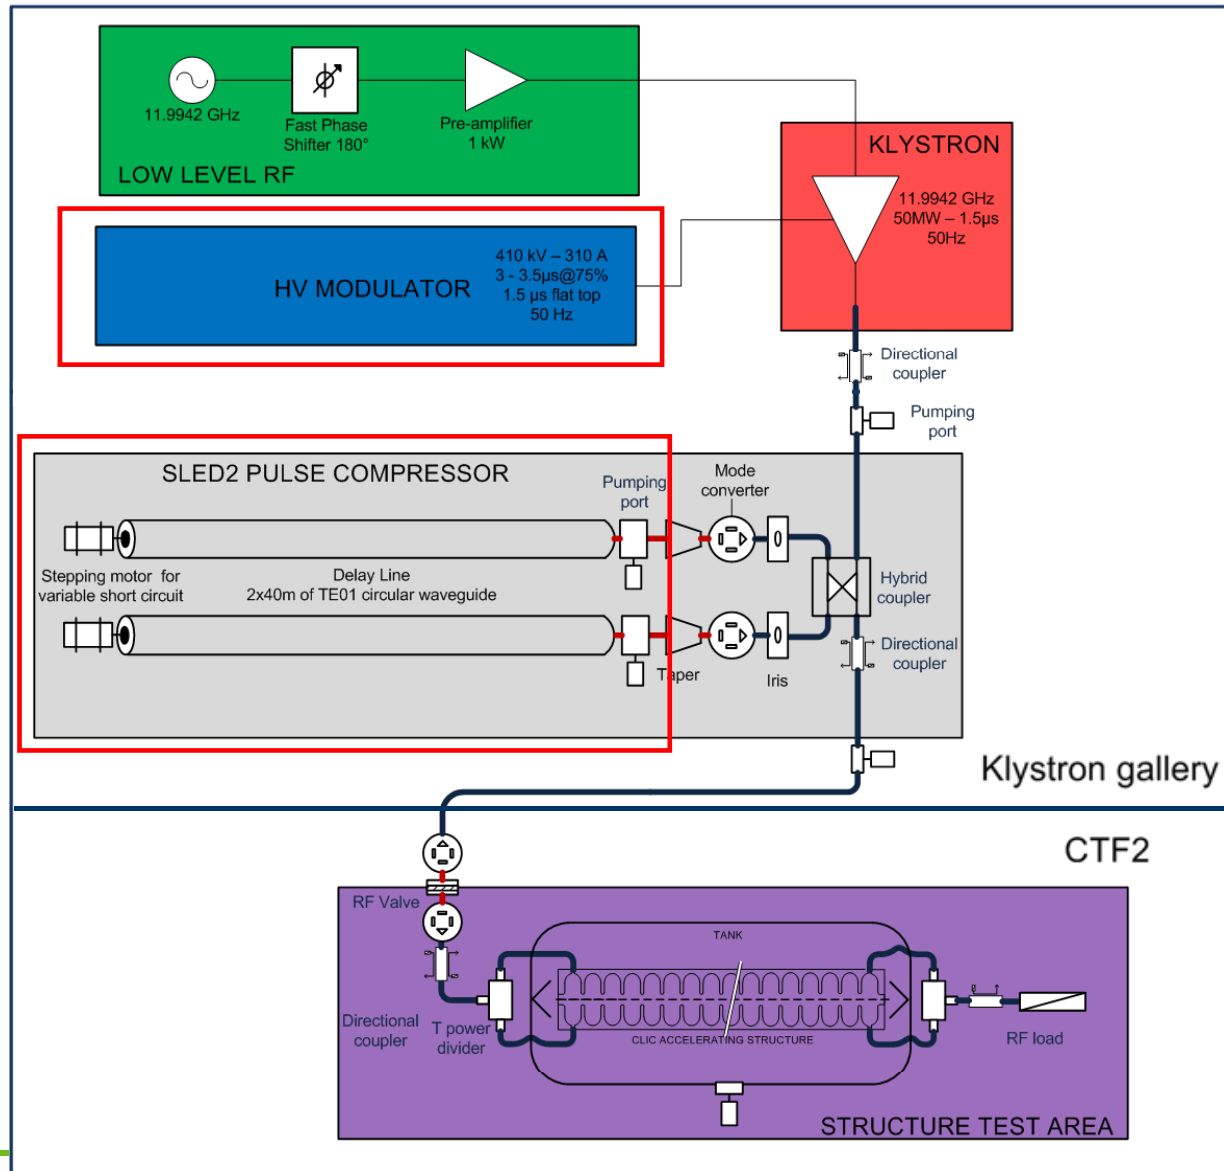 11.9942 GHz
Fast Phase
Shifter 180°
Pre-amplifier
1 kW
LOW LEVEL RF
KLYSTRON
11.9942 GHz
50MW – 1.5µs
50Hz
HV MODULATOR
410 kV – 310 A
3 - 3.5µs@75%
1.5 µs flat top
50 Hz
Directional
coupler
Pumping
port
SLED2 PULSE COMPRESSOR
Pumping
port
Mode
converter
Stepping motor for
variable short circuit
Delay Line
2x40m of TE01 circular waveguide
Hybrid
coupler
Directional
coupler
Taper
Iris
Klystron gallery
CTF2
RF Valve
TANK
Directional
coupler
T power
divider
CLIC ACCELERATING STRUCTURE
RF load
STRUCTURE TEST AREA